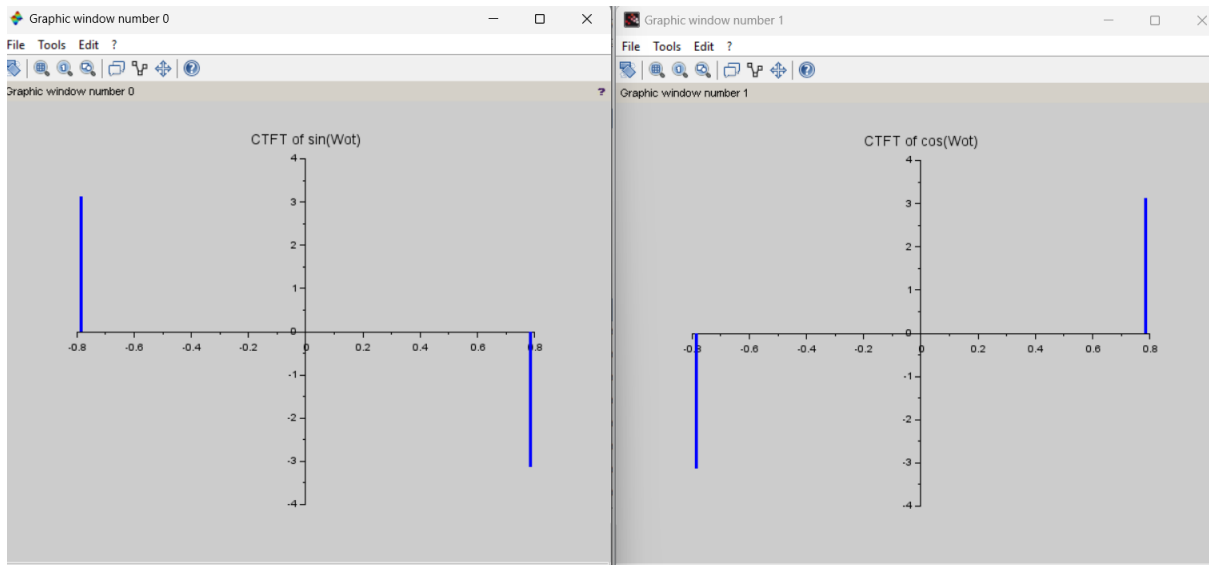 Graphic window number 0
File Tools Edit ?
Graphic window number 0
?
CTFT of sin(Wot)
4
3
2
1
0
-0.8 -0.6 -0.4 -0.2 0 0.2 0.4 0.6 0.8
-1
-2
-3
-4
Graphic window number 1
File Tools Edit ?
Graphic window number 1
CTFT of cos(Wot)
4
3
2
1
0
-0.8 -0.6 -0.4 -0.2 0 0.2 0.4 0.6 0.8
-1
-2
-3
-4